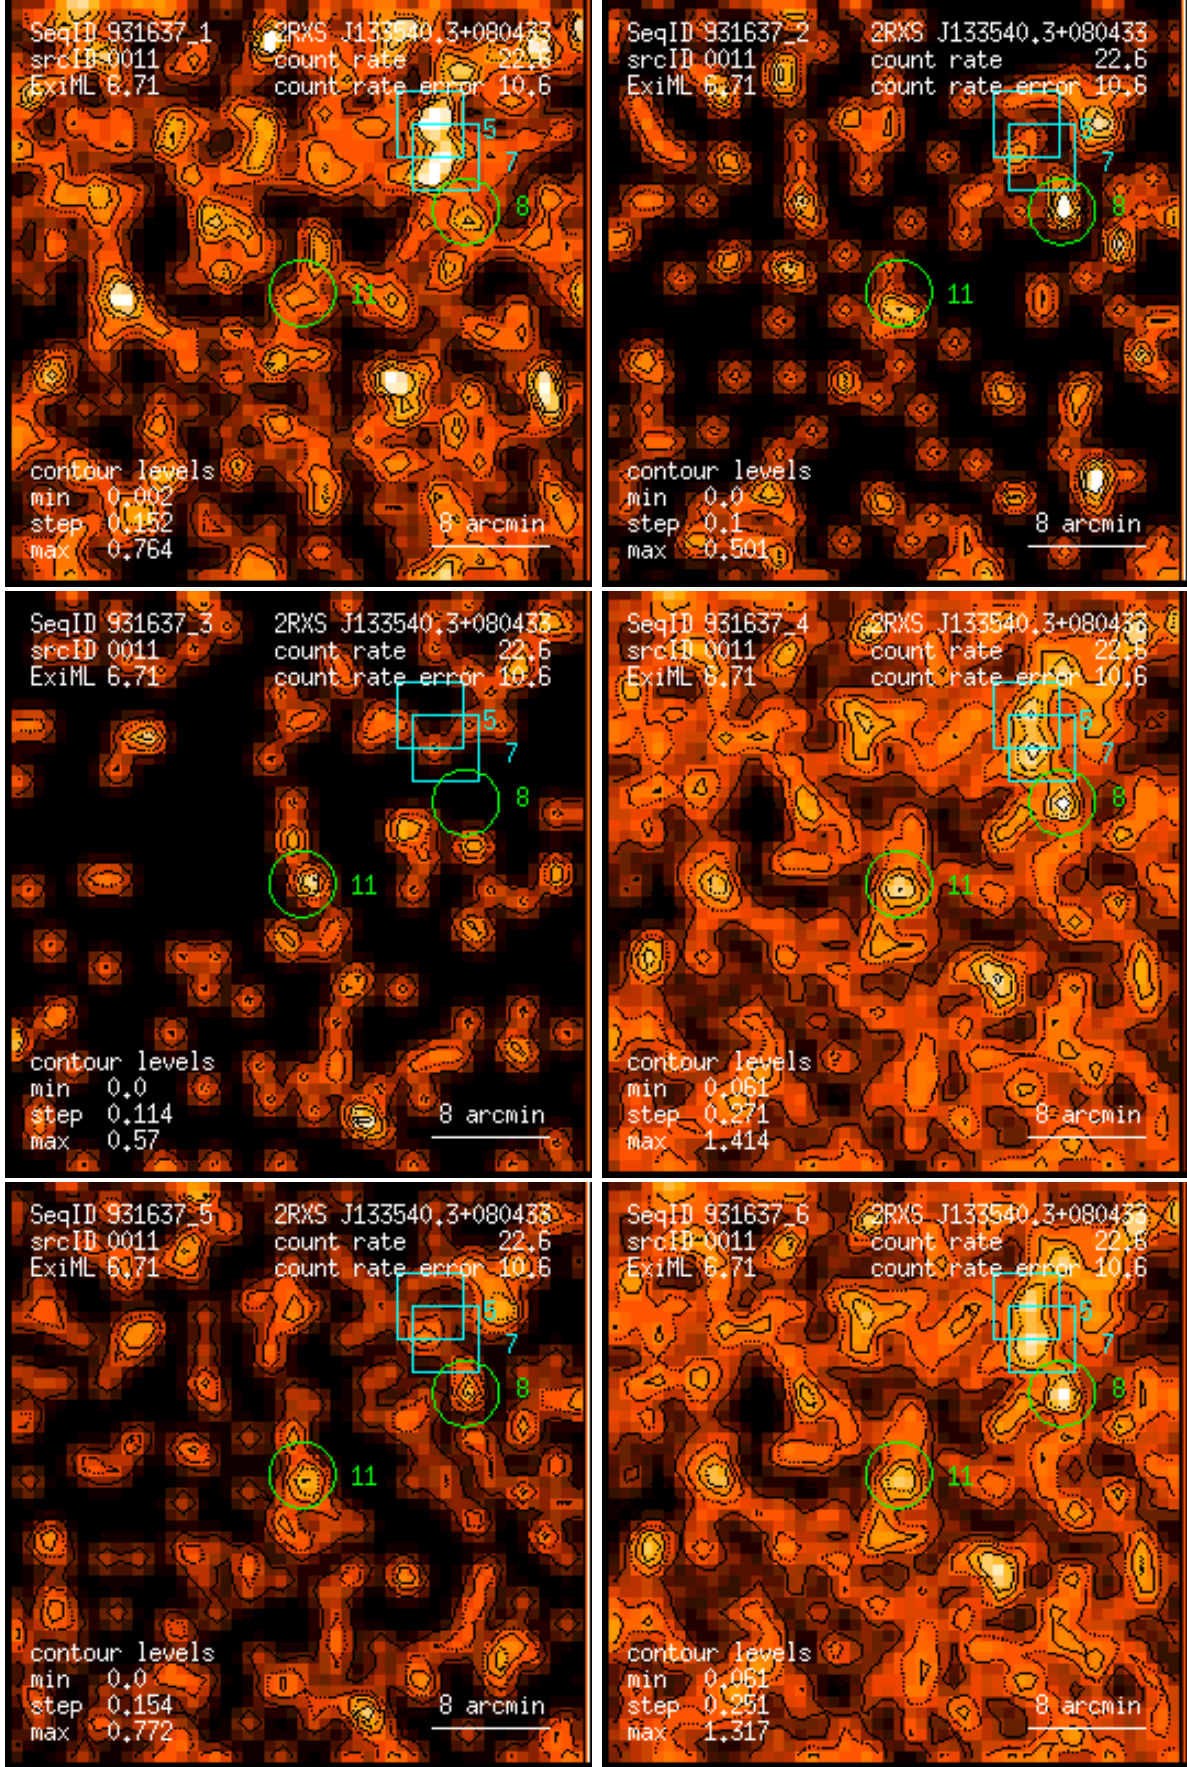 SeqID 931637_1 2RXS J133540.3+080433
srcID 0011 count rate 22.6
ExiML 6.71 count rate error 10.6
5
7
8
11
contour levels
min 0.002
step 0.152
max 0.764
8 arcmin
SeqID 931637_2 2RXS J133540.3+080433
srcID 0011 count rate 22.6
ExiML 6.71 count rate error 10.6
5
7
8
11
contour levels
min 0.0
step 0.1
max 0.501
8 arcmin
SeqID 931637_3 2RXS J133540.3+080433
srcID 0011 count rate 22.6
ExiML 6.71 count rate error 10.6
5
7
8
11
contour levels
min 0.0
step 0.114
max 0.57
8 arcmin
SeqID 931637_4 2RXS J133540.3+080433
srcID 0011 count rate 22.6
ExiML 6.71 count rate error 10.6
5
7
8
11
contour levels
min 0.061
step 0.271
max 1.414
8 arcmin
SeqID 931637_5 2RXS J133540.3+080433
srcID 0011 count rate 22.6
ExiML 6.71 count rate error 10.6
5
7
8
11
contour levels
min 0.0
step 0.154
max 0.772
8 arcmin
SeqID 931637_6 2RXS J133540.3+080433
srcID 0011 count rate 22.6
ExiML 6.71 count rate error 10.6
5
7
8
11
contour levels
min 0.061
step 0.251
max 1.317
8 arcmin